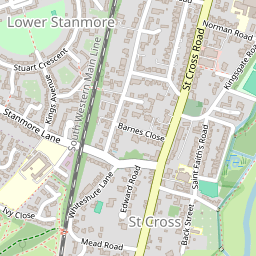 Lower Stanmore
Norman Road
Stuart Crescent
St Cross Road
Kingsgate Road
Kings Avenue
South Western Main Line
Stanmore Lane
Barnes Close
Saint Faith's Road
Whiteshute Lane
Edward Road
Ivy Close
St Cross
Back Street
Mead Road